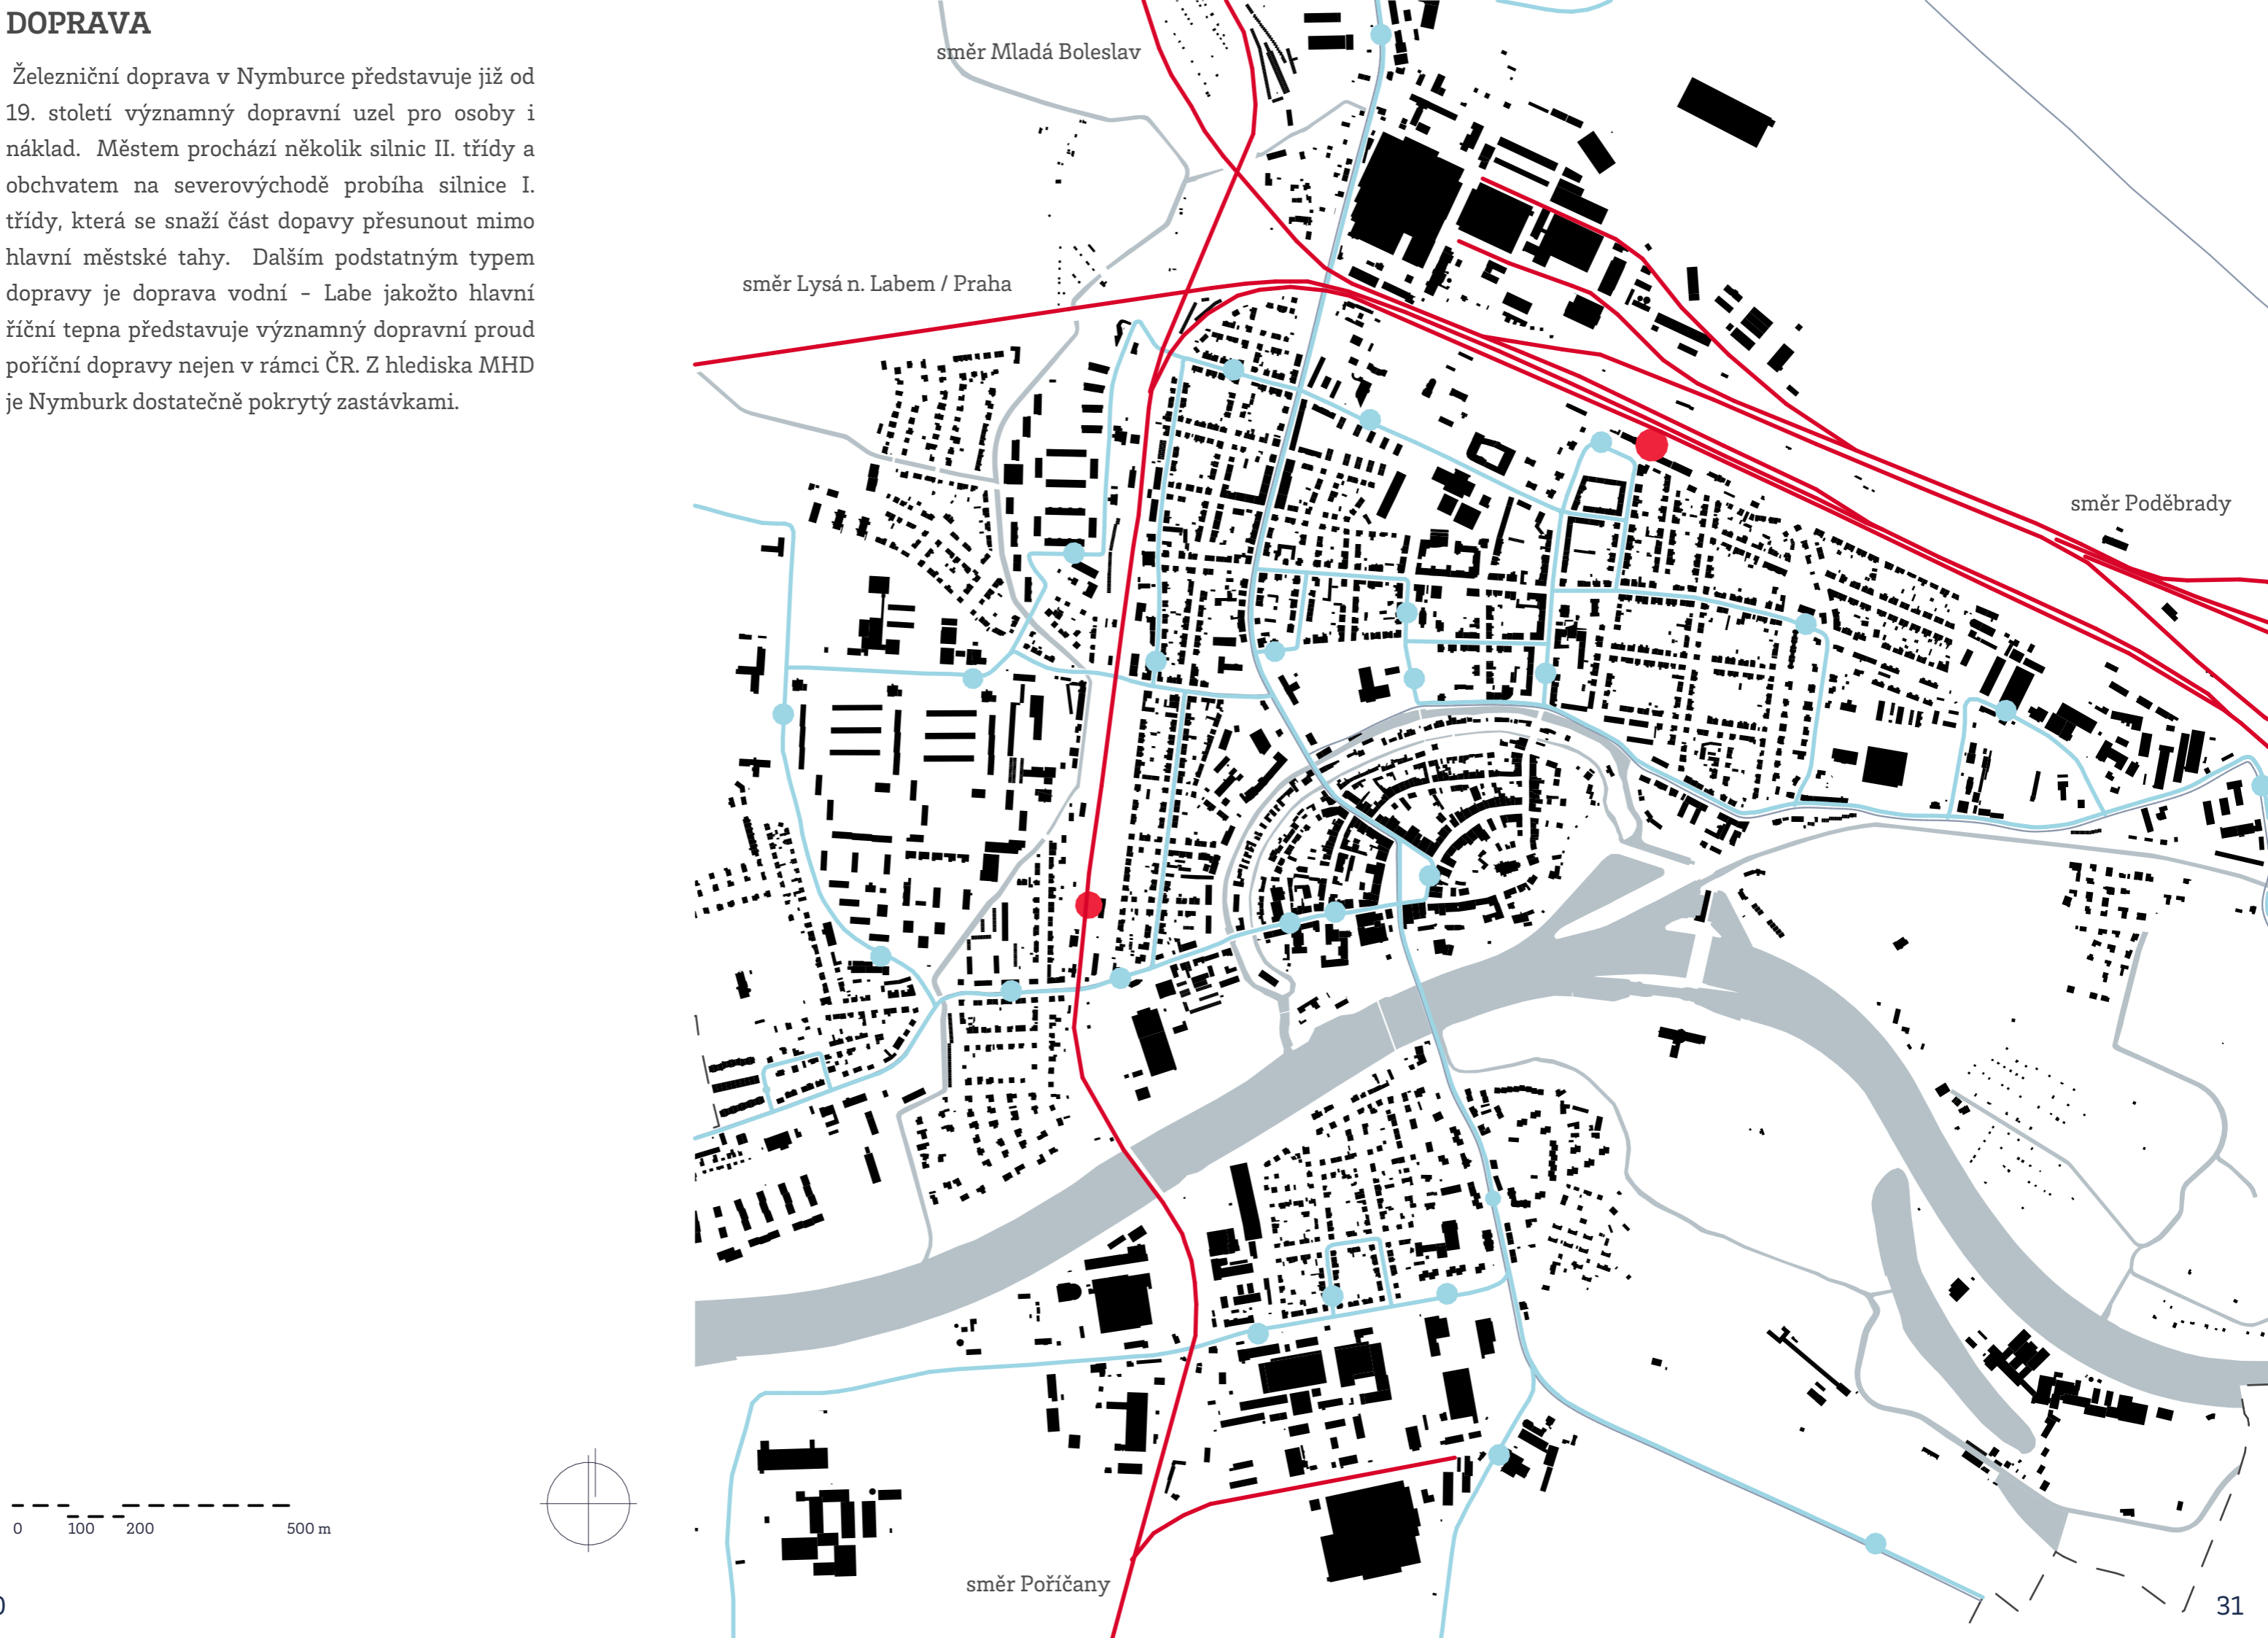 DOPRAVA
Železniční doprava v Nymburce představuje již od
19. století významný dopravní uzel pro osoby i
náklad. Městem prochází několik silnic II. třídy a
obchvatem na severovýchodě probíha silnice I.
třídy, která se snaží část dopavy přesunout mimo
hlavní městské tahy. Dalším podstatným typem
dopravy je doprava vodní – Labe jakožto hlavní
říční tepna představuje významný dopravní proud
poříční dopravy nejen v rámci ČR. Z hlediska MHD
je Nymburk dostatečně pokrytý zastávkami.
směr Mladá Boleslav
směr Lysá n. Labem / Praha
směr Poděbrady
směr Poříčany
0 100 200 500 m
31